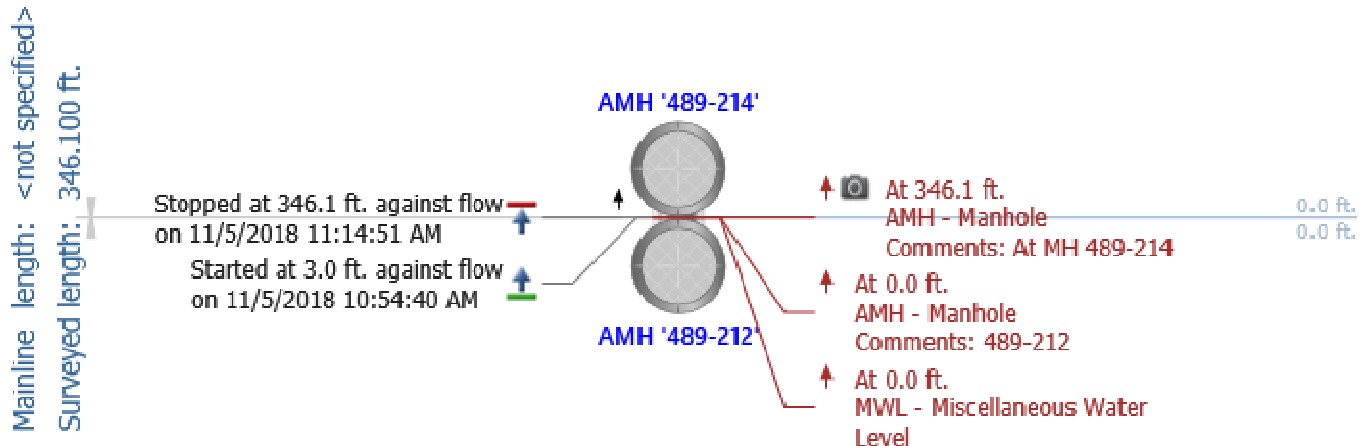 Mainline length: <not specified>
Surveyed length: 346.100 ft.
AMH '489-214'
Stopped at 346.1 ft. against flow
on 11/5/2018 11:14:51 AM
Started at 3.0 ft. against flow
on 11/5/2018 10:54:40 AM
AMH '489-212'
At 346.1 ft.
AMH - Manhole
Comments: At MH 489-214
0.0 ft.
0.0 ft.
At 0.0 ft.
AMH - Manhole
Comments: 489-212
At 0.0 ft.
MWL - Miscellaneous Water
Level